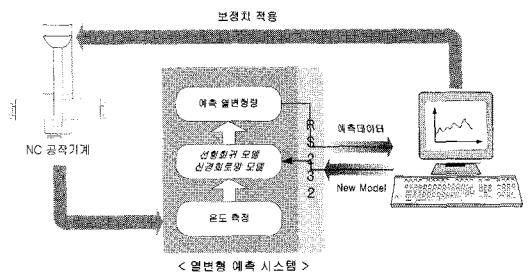 보정치 적용
예측 열변형량
RS232
예측데이터
NC 공작기계
선형회귀 모델
신경회로망 모델
New Model
온도 측정
< 열변형 예측 시스템 >